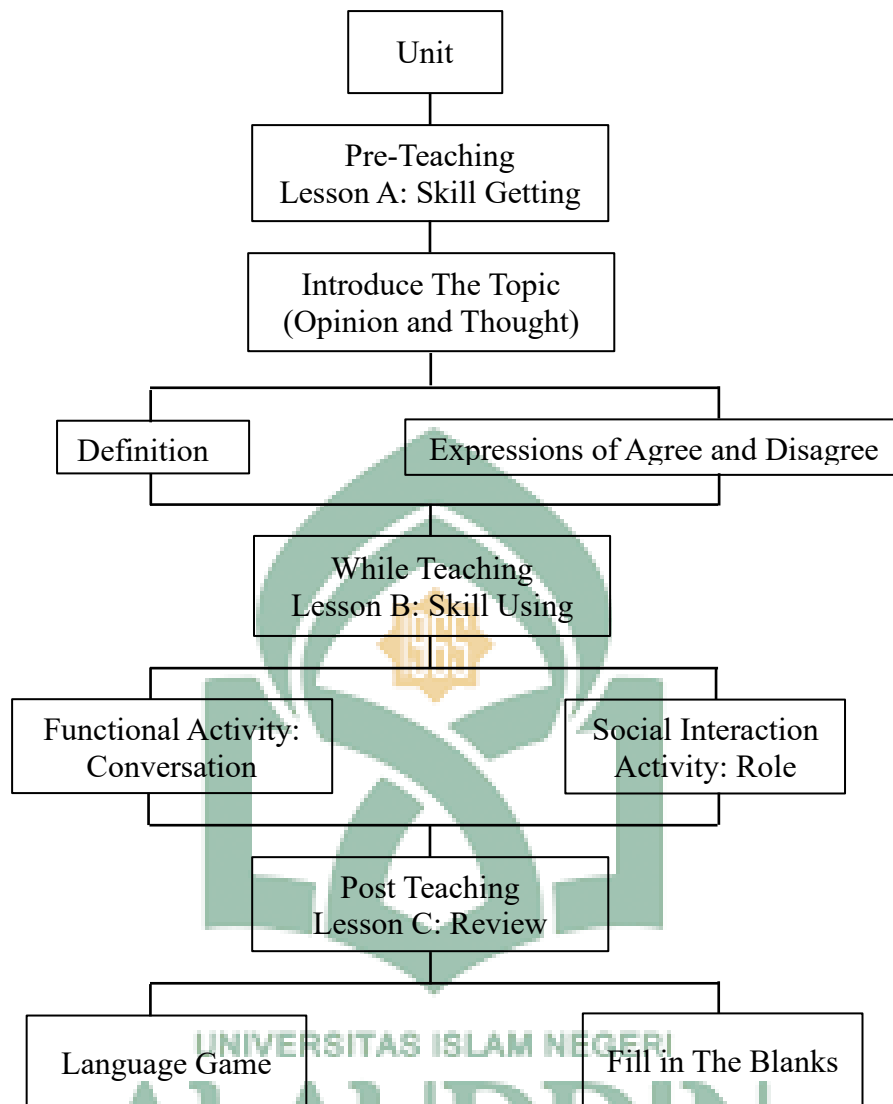 Unit
Pre-Teaching
Lesson A: Skill Getting
Introduce The Topic
(Opinion and Thought)
Definition
Expressions of Agree and Disagree
While Teaching
Lesson B: Skill Using
Functional Activity:
Conversation
Social Interaction
Activity: Role
Post Teaching
Lesson C: Review
UNIVERSITAS ISLAM NEGERI
Language Game
Fill in The Blanks